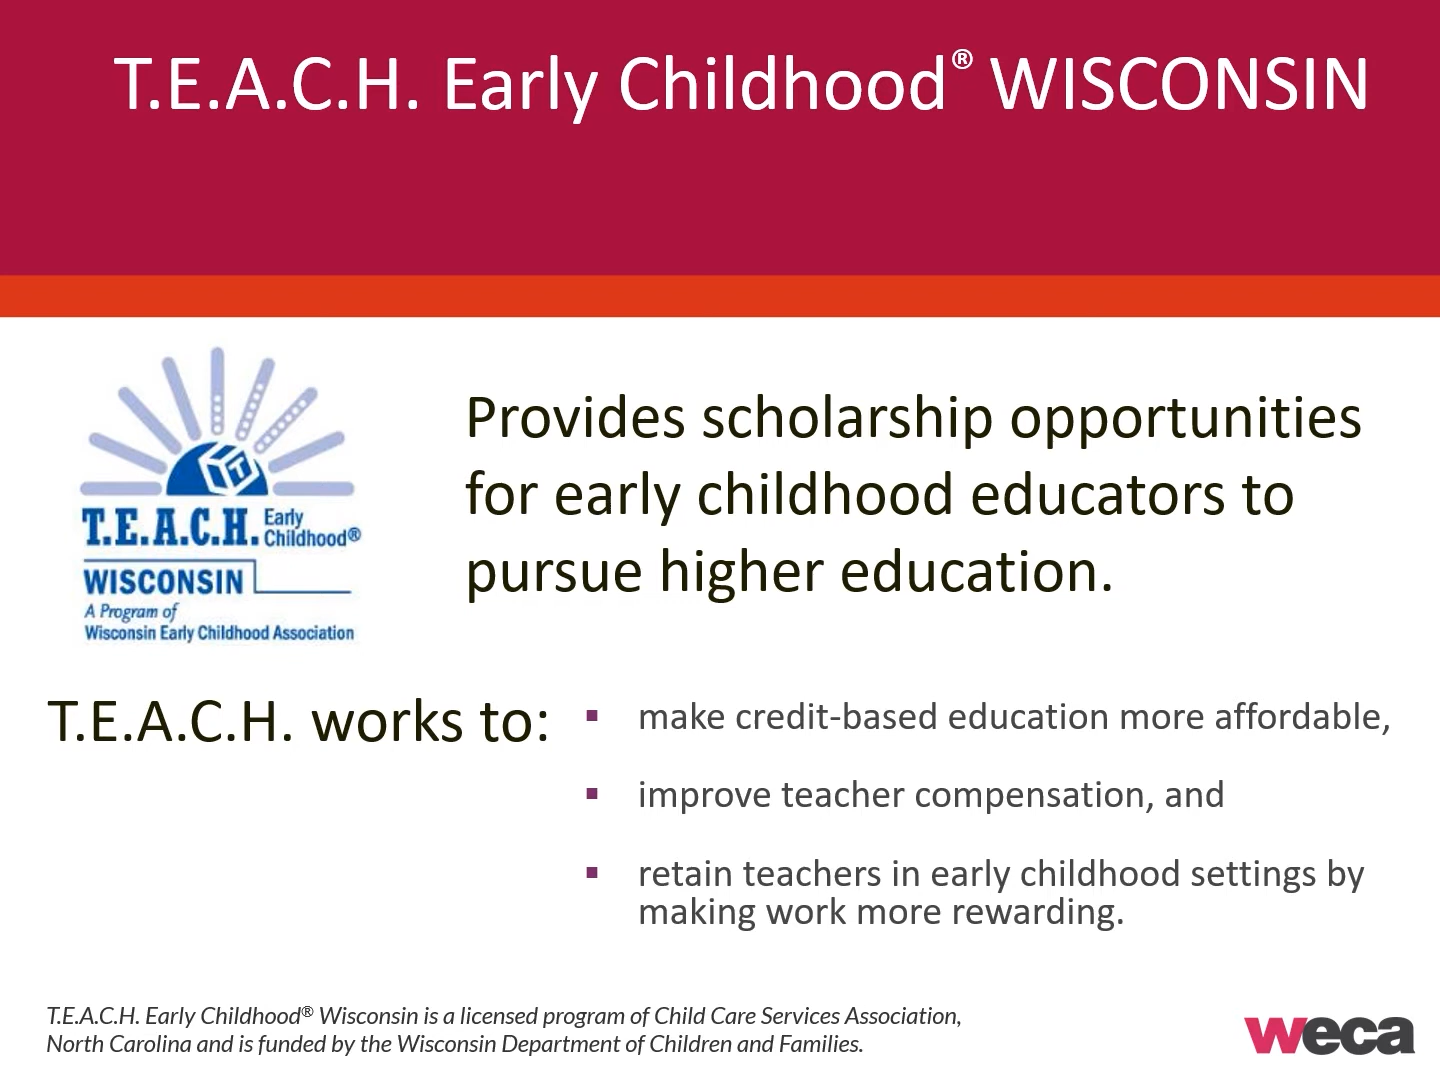 T.E.A.C.H. Early Childhood® WISCONSIN
T
T.E.A.C.H. Early Childhood®
WISCONSIN
A Program of
Wisconsin Early Childhood Association
Provides scholarship opportunities
for early childhood educators to
pursue higher education.
T.E.A.C.H. works to:
▪ make credit-based education more affordable,
▪ improve teacher compensation, and
▪ retain teachers in early childhood settings by
making work more rewarding.
T.E.A.C.H. Early Childhood® Wisconsin is a licensed program of Child Care Services Association,
North Carolina and is funded by the Wisconsin Department of Children and Families.
weca